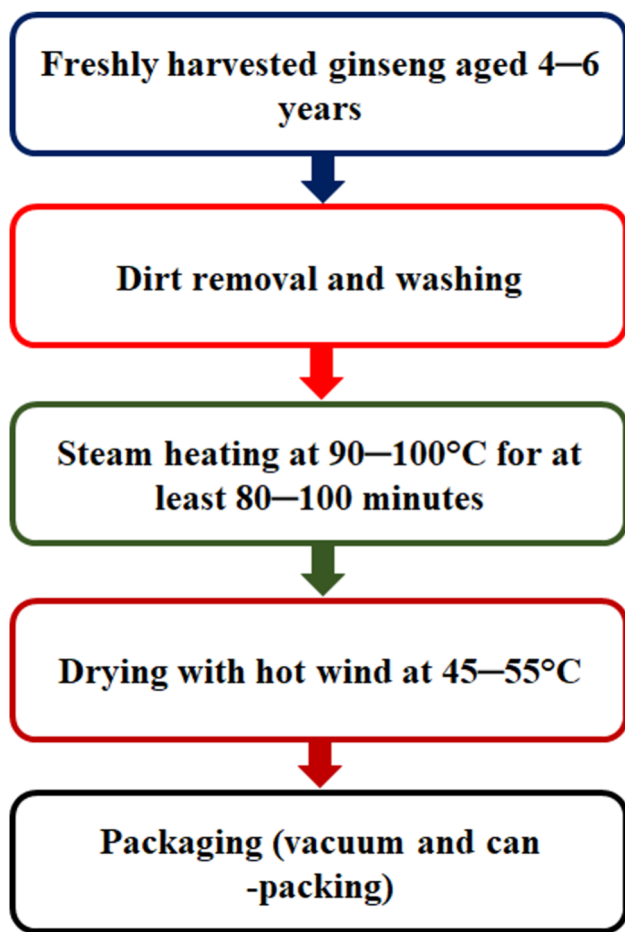 Freshly harvested ginseng aged 4—6
years
Dirt removal and washing
Steam heating at 90—100°C for at
least 80—100 minutes
Drying with hot wind at 45—55°C
Packaging (vacuum and can
-packing)